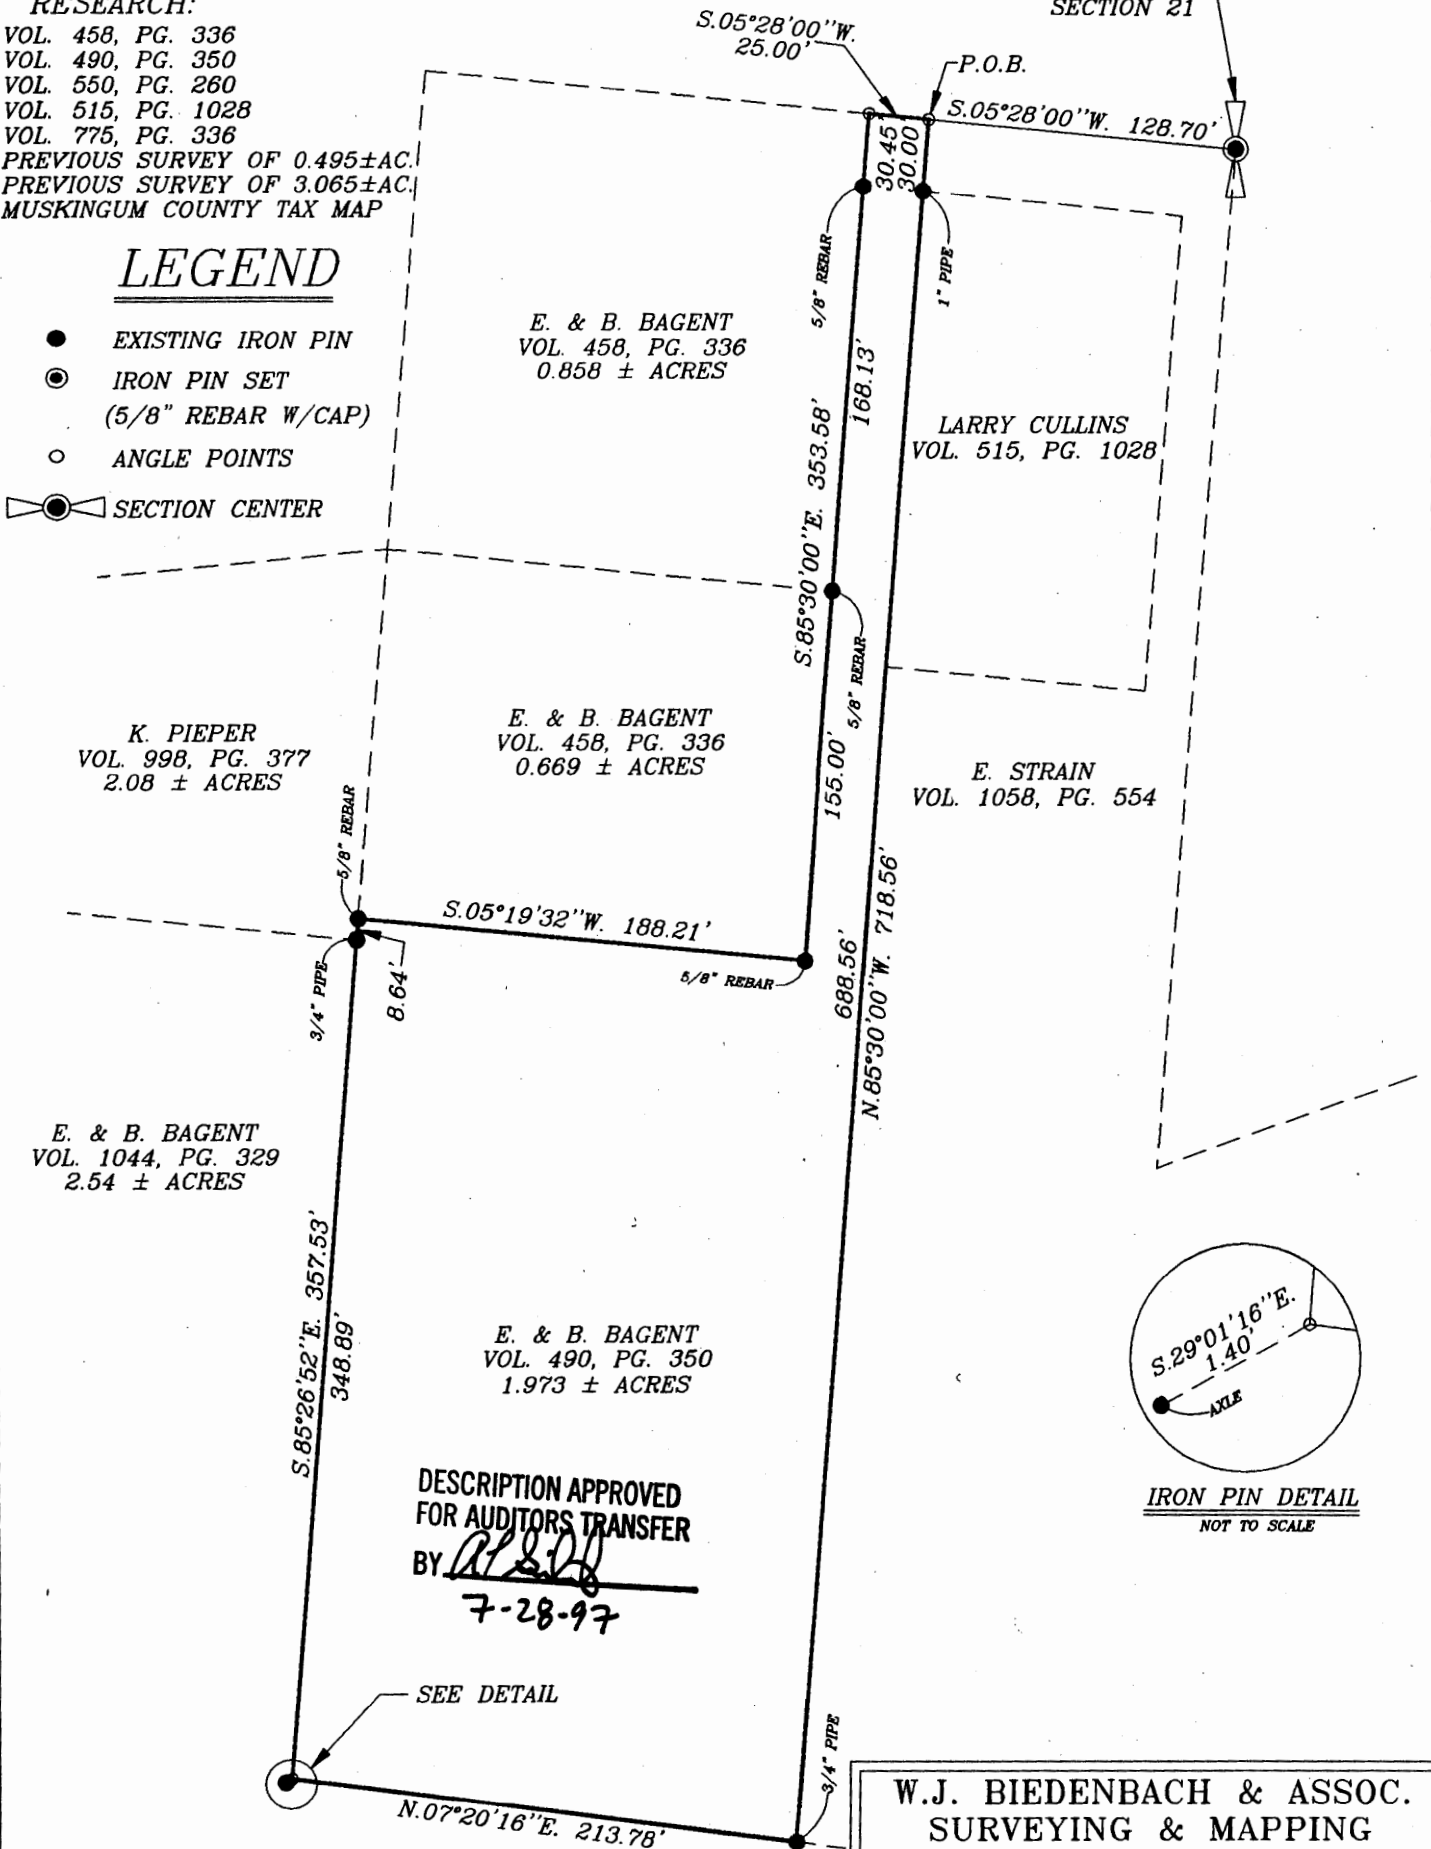 RESEARCH:
VOL. 458, PG. 336
VOL. 490, PG. 350
VOL. 550, PG. 260
VOL. 515, PG. 1028
VOL. 775, PG. 336
PREVIOUS SURVEY OF 0.495±AC.
PREVIOUS SURVEY OF 3.065±AC.
MUSKINGUM COUNTY TAX MAP
LEGEND
EXISTING IRON PIN
IRON PIN SET
(5/8" REBAR W/CAP)
ANGLE POINTS
SECTION CENTER
SECTION 21
S.05°28'00"W.
25.00'
P.O.B.
S.05°28'00"W. 128.70'
30.45'
30.00'
5/8" REBAR
1" PIPE
E. & B. BAGENT
VOL. 458, PG. 336
0.858 ± ACRES
168.13'
S.85°30'00"E. 353.58'
LARRY CULLINS
VOL. 515, PG. 1028
5/8" REBAR
K. PIEPER
VOL. 998, PG. 377
2.08 ± ACRES
E. & B. BAGENT
VOL. 458, PG. 336
0.669 ± ACRES
155.00'
E. STRAIN
VOL. 1058, PG. 554
5/8" REBAR
S.05°19'32"W. 188.21'
5/8" REBAR
3/4" PIPE
8.64'
688.56'
N.85°30'00"W. 718.56'
E. & B. BAGENT
VOL. 1044, PG. 329
2.54 ± ACRES
S.85°26'52"E. 357.53'
348.89'
E. & B. BAGENT
VOL. 490, PG. 350
1.973 ± ACRES
S.29°01'16"E.
1.40'
AXLE
IRON PIN DETAIL
NOT TO SCALE
DESCRIPTION APPROVED
FOR AUDITORS TRANSFER
BY
7-28-97
SEE DETAIL
3/4" PIPE
N.07°20'16"E. 213.78'
W.J. BIEDENBACH & ASSOC.
SURVEYING & MAPPING